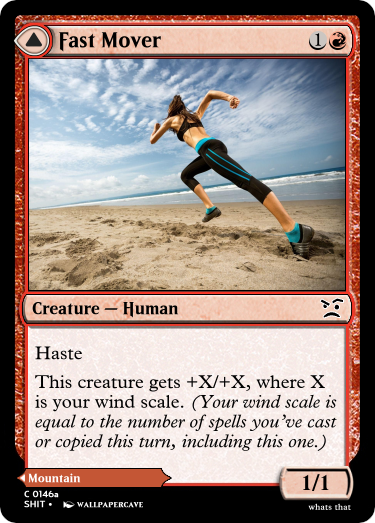 Fast Mover 1
Creature — Human
Haste
This creature gets +X/+X, where X
is your wind scale. (Your wind scale is
equal to the number of spells you've cast
or copied this turn, including this one.)
Mountain
1/1
C 0146a
SHIT • WALLPAPERCAVE
whats that